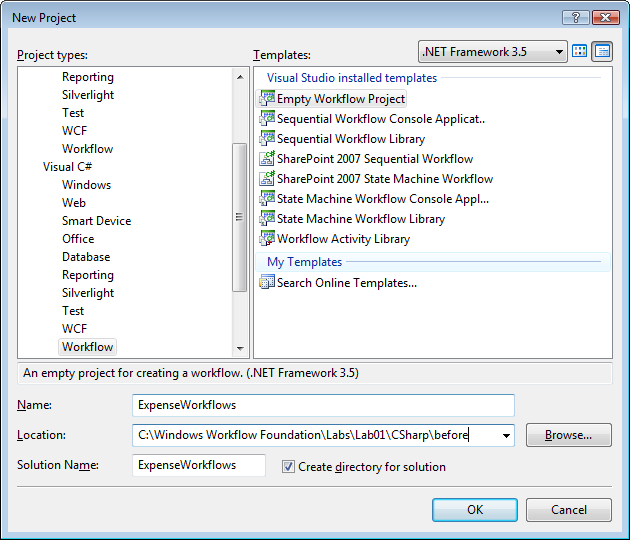 New Project
Project types:
Templates:
.NET Framework 3.5
Reporting
Silverlight
Test
WCF
Workflow
Visual C#
Windows
Web
Smart Device
Office
Database
Reporting
Silverlight
Test
WCF
Workflow
Visual Studio installed templates
Empty Workflow Project
Sequential Workflow Console Applicat..
Sequential Workflow Library
SharePoint 2007 Sequential Workflow
SharePoint 2007 State Machine Workflow
State Machine Workflow Console Appl...
State Machine Workflow Library
Workflow Activity Library
My Templates
Search Online Templates...
An empty project for creating a workflow. (.NET Framework 3.5)
Name:
ExpenseWorkflows
Location:
C:\Windows Workflow Foundation\Labs\Lab01\CSharp\before
Browse...
Solution Name:
ExpenseWorkflows
Create directory for solution
OK
Cancel